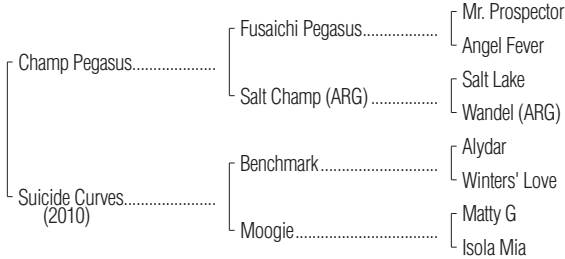 Mr. Prospector
Fusaichi Pegasus..................
Angel Fever
Champ Pegasus....................
Salt Lake
Salt Champ (ARG) ................
Wandel (ARG)
Alydar
Benchmark ............................
Winters' Love
Suicide Curves......................
(2010)
Matty G
Moogie..................................
Isola Mia